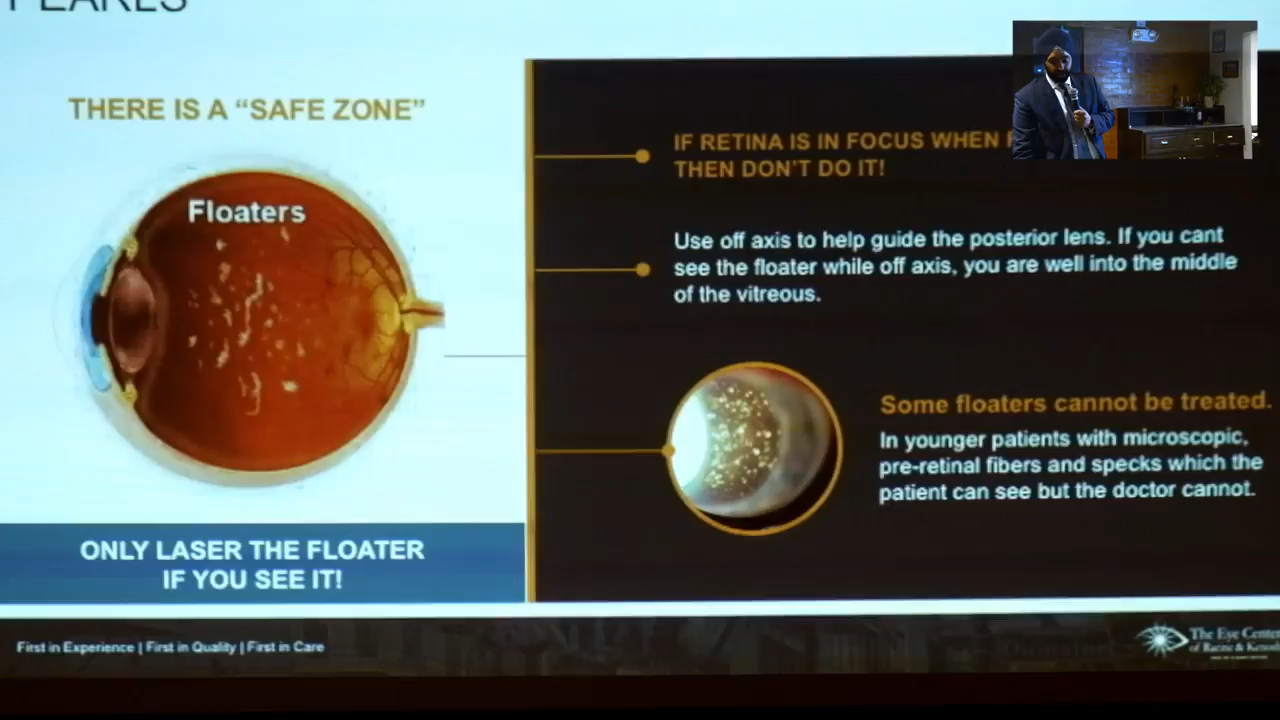 PEARLS
THERE IS A “SAFE ZONE”
Floaters
ONLY LASER THE FLOATER
IF YOU SEE IT!
IF RETINA IS IN FOCUS WHEN
THEN DON'T DO IT!
Use off axis to help guide the posterior lens. If you cant
see the floater while off axis, you are well into the middle
of the vitreous.
Some floaters cannot be treated.
In younger patients with microscopic,
pre-retinal fibers and specks which the
patient can see but the doctor cannot.
First in Experience | First in Quality | First in Care
The Eye Center
of Racine & Kenosha